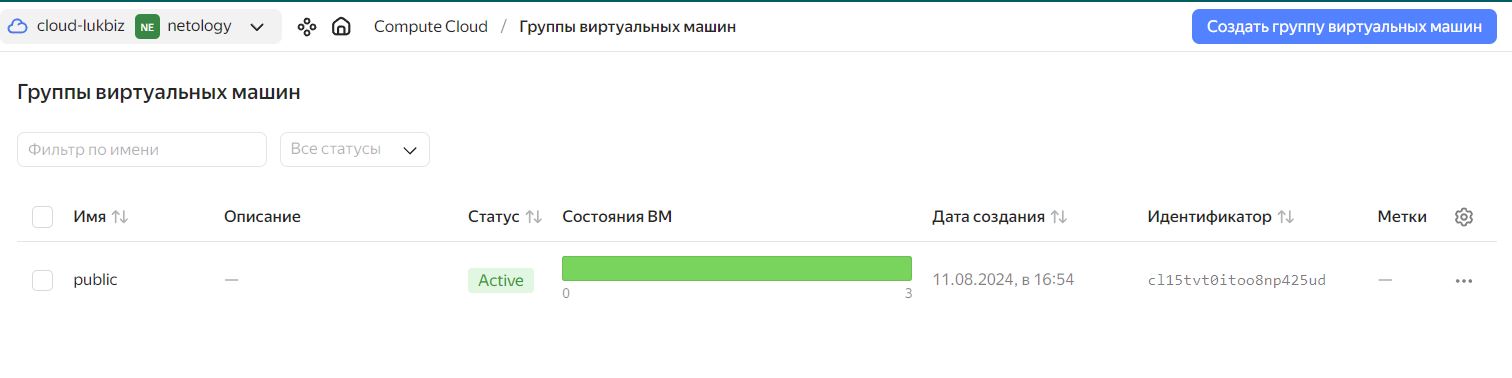 cloud-lukbiz NE netology Compute Cloud / Группы виртуальных машин Создать группу виртуальных машин
Группы виртуальных машин
Фильтр по имени Все статусы
Имя Описание Статус Состояния ВМ Дата создания Идентификатор Метки
public — Active 11.08.2024, в 16:54 cl15tvt0itoo8np425ud —
0 3